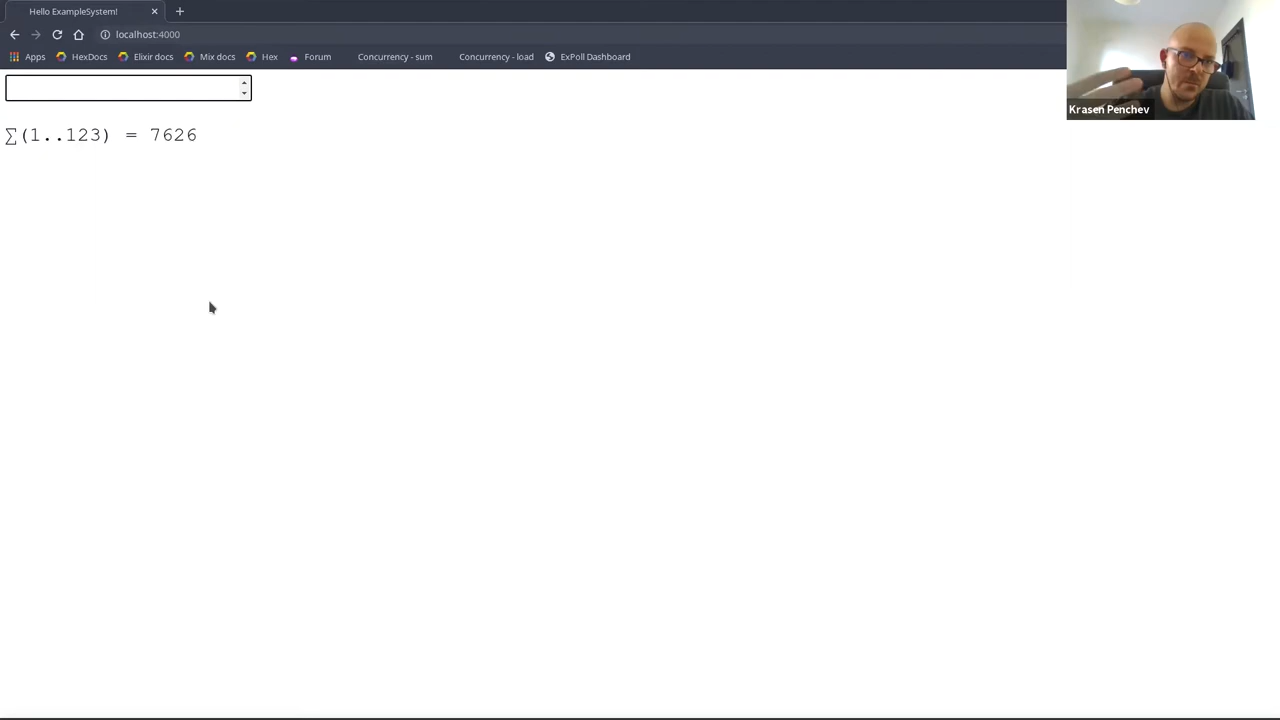 Hello ExampleSystem!
localhost:4000
Apps HexDocs Elixir docs Mix docs Hex Forum Concurrency - sum Concurrency - load ExPoll Dashboard
Krasen Penchev
∑(1..123) = 7626